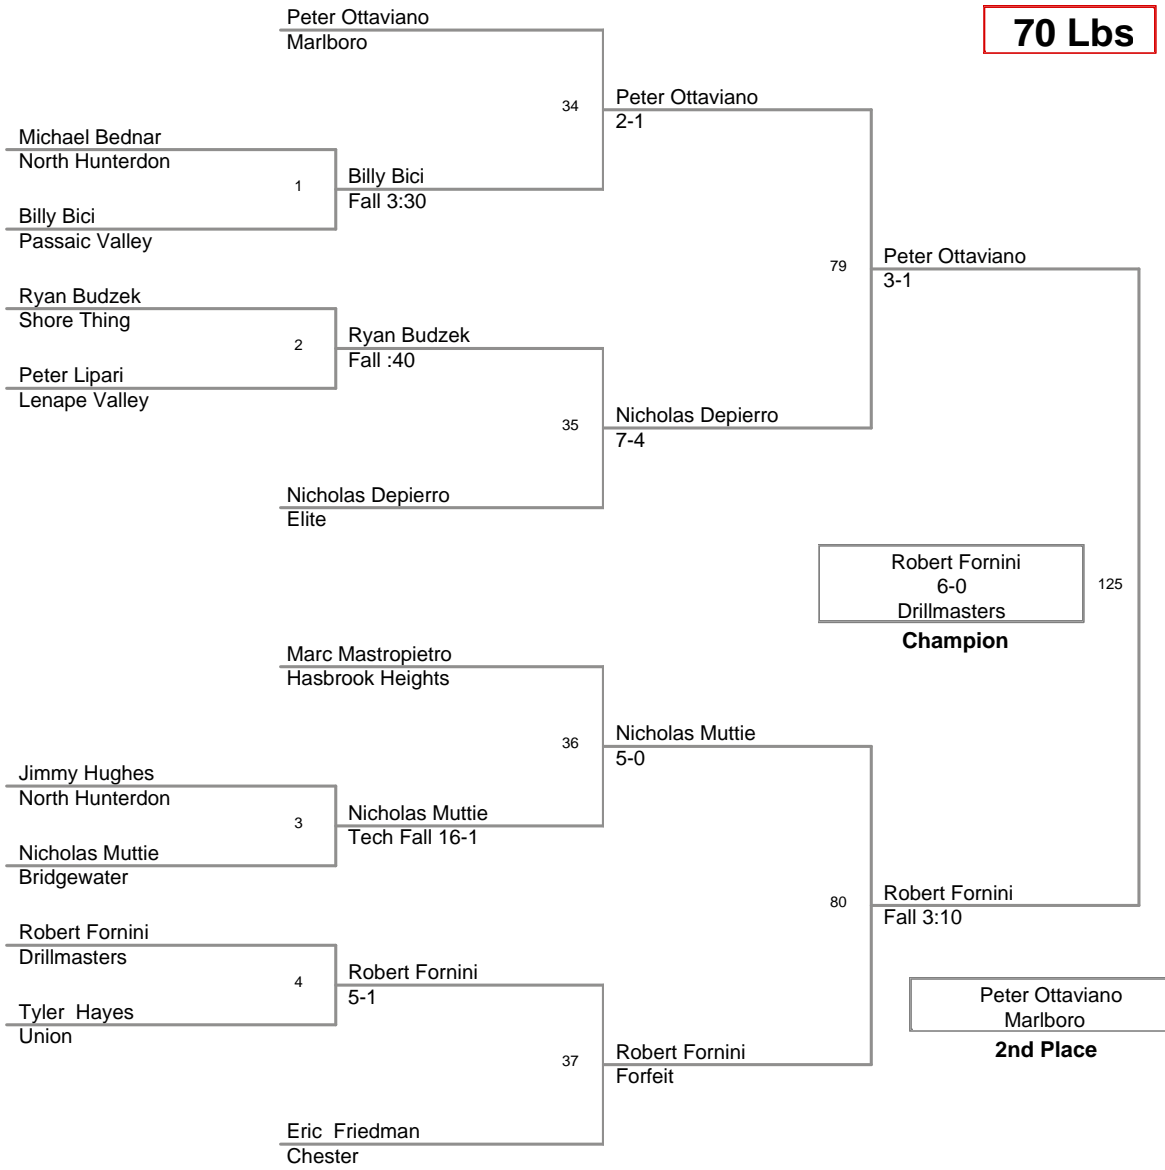 Peter Ottaviano
Marlboro
70 Lbs
34
Peter Ottaviano
2-1
Michael Bednar
North Hunterdon
1
Billy Bici
Fall 3:30
Billy Bici
Passaic Valley
79
Peter Ottaviano
3-1
Ryan Budzek
Shore Thing
2
Ryan Budzek
Fall :40
Peter Lipari
Lenape Valley
35
Nicholas Depierro
7-4
Nicholas Depierro
Elite
Robert Fornini
6-0
Drillmasters
125
Champion
Marc Mastropietro
Hasbrook Heights
36
Nicholas Muttie
5-0
Jimmy Hughes
North Hunterdon
3
Nicholas Muttie
Tech Fall 16-1
Nicholas Muttie
Bridgewater
80
Robert Fornini
Fall 3:10
Robert Fornini
Drillmasters
4
Robert Fornini
5-1
Tyler  Hayes
Union
Peter Ottaviano
Marlboro
2nd Place
37
Robert Fornini
Forfeit
Eric  Friedman
Chester